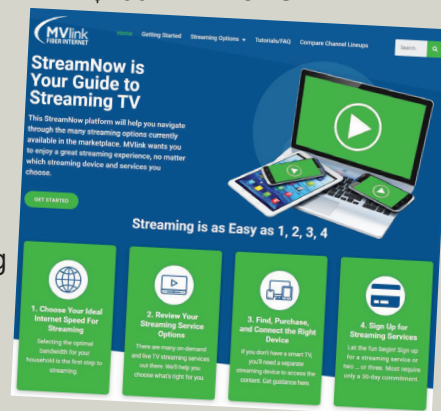 MVlink
FIBER INTERNET
Home Getting Started Streaming Options Tutorials/FAQ Compare Channel Lineups
Search
StreamNow is
Your Guide to
Streaming TV
This StreamNow platform will help you navigate
through the many streaming options currently
available in the marketplace. MVlink wants you
to enjoy a great streaming experience, no matter
which streaming device and services you
choose.
GET STARTED
Streaming is as Easy as 1, 2, 3, 4
1. Choose Your Ideal
Internet Speed For
Streaming
Selecting the optimal
bandwidth for your
household is the first step to
streaming.
2. Review Your
Streaming Service
Options
There are many on-demand
and live TV streaming services
out there. We'll help you
choose what's right for you.
3. Find, Purchase,
and Connect the Right
Device
If you don't have a smart TV,
you'll need a separate
streaming device to access the
content. Get guidance here.
4. Sign Up for
Streaming Services
Let the fun begin! Sign up
for a streaming service or
two ... or three. Most require
only a 30-day commitment.